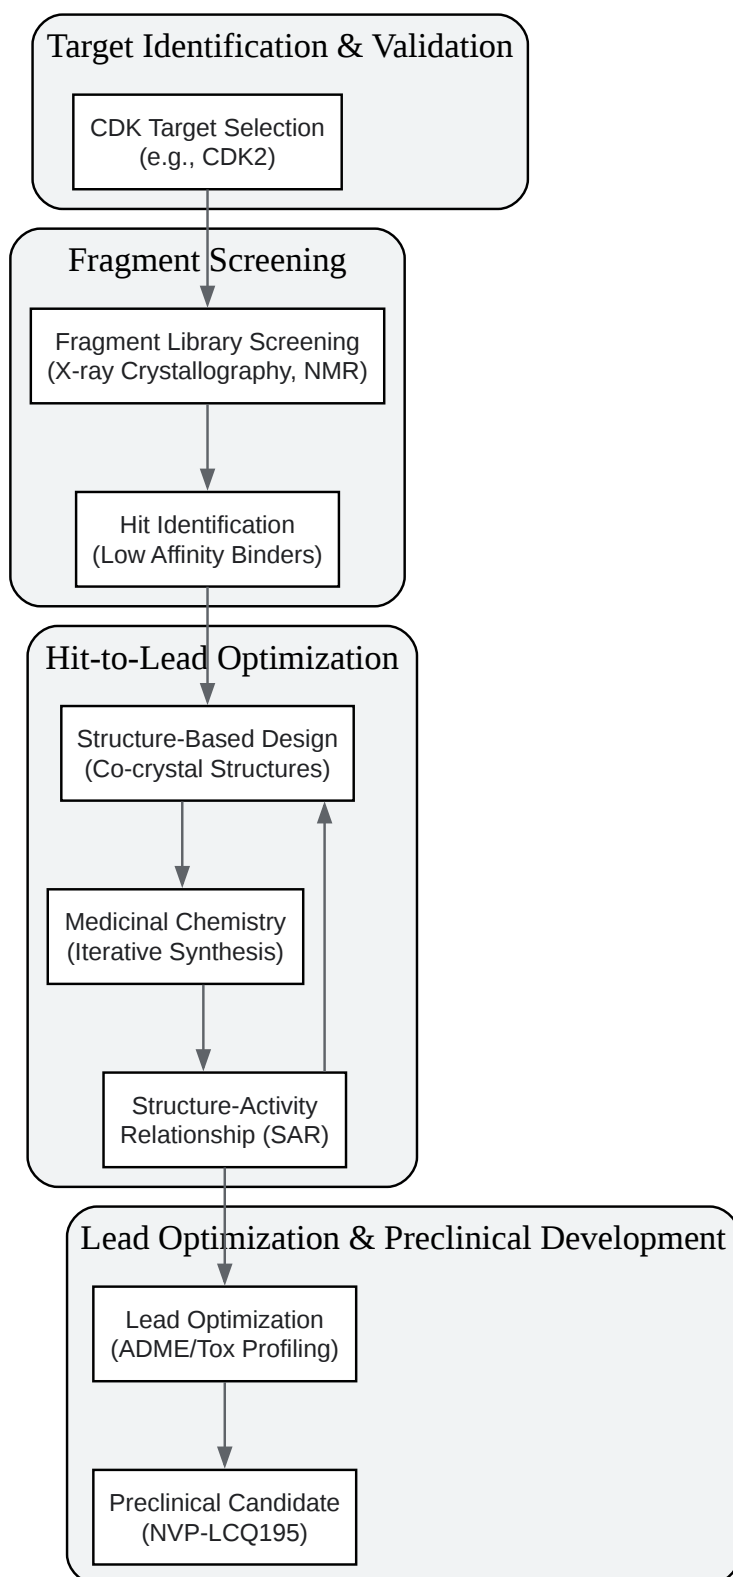 Target Identification & Validation
CDK Target Selection
(e.g., CDK2)
Fragment Screening
Fragment Library Screening
(X-ray Crystallography, NMR)
Hit Identification
(Low Affinity Binders)
Hit-to-Lead Optimization
Structure-Based Design
(Co-crystal Structures)
Medicinal Chemistry
(Iterative Synthesis)
Structure-Activity
Relationship (SAR)
Lead Optimization & Preclinical Development
Lead Optimization
(ADME/Tox Profiling)
Preclinical Candidate
(NVP-LCQ195)